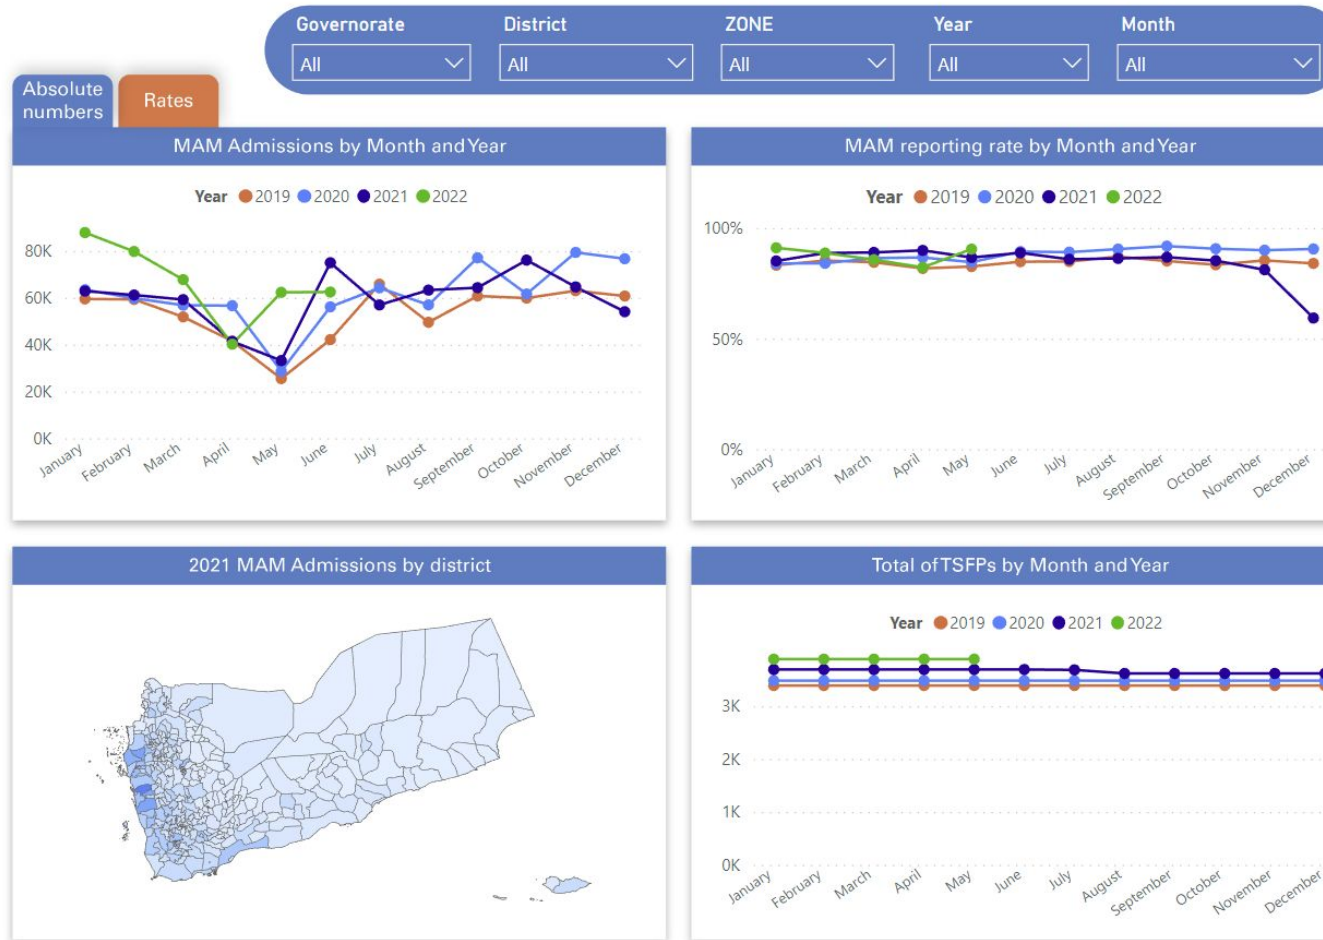 Governorate District ZONE Year Month
All All All All All
Absolute
numbers
Rates
MAM Admissions by Month and Year
Year 2019 2020 2021 2022
80K
60K
40K
20K
0K
January February March April May June July August September October November December
MAM reporting rate by Month and Year
Year 2019 2020 2021 2022
100%
50%
0%
January February March April May June July August September October November December
2021 MAM Admissions by district
Total of TSFPs by Month and Year
Year 2019 2020 2021 2022
3K
2K
1K
0K
January February March April May June July August September October November December